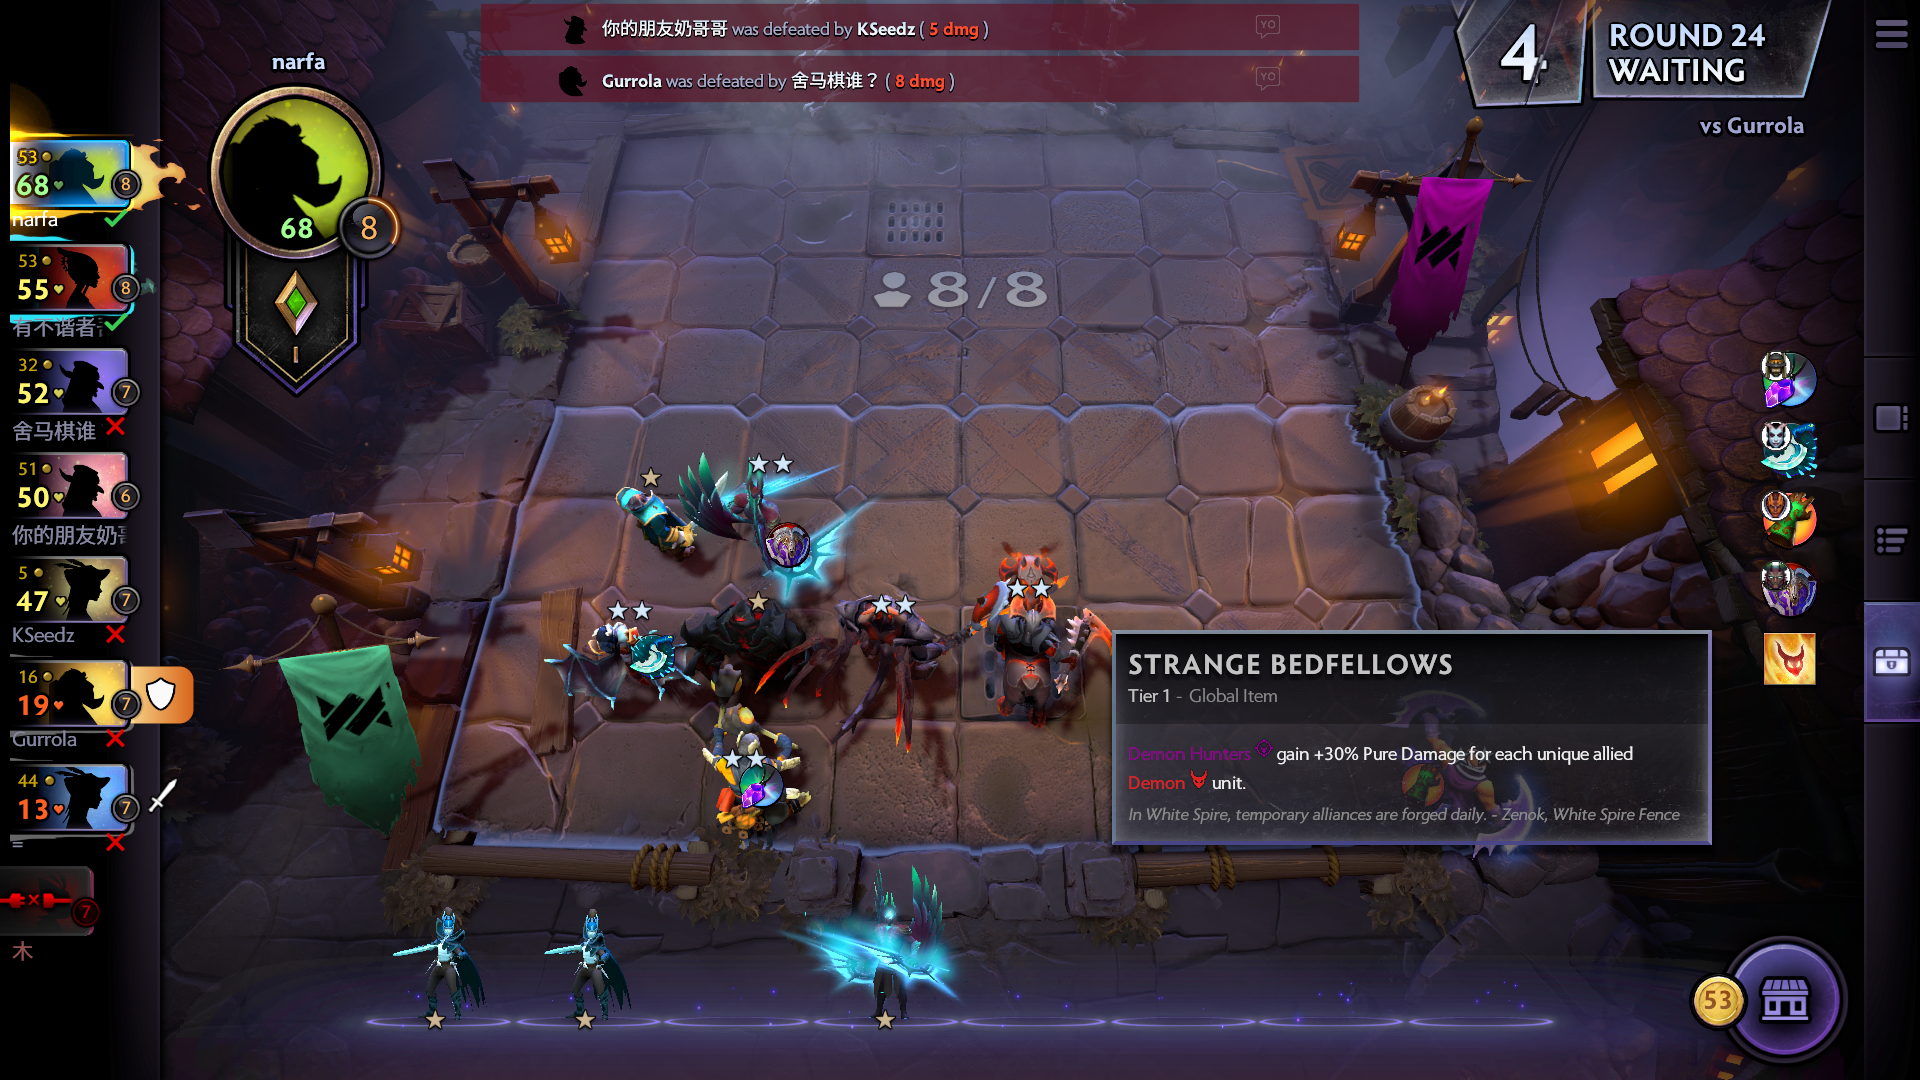 你的朋友奶哥哥 was defeated by KSeedz ( 5 dmg )
YO
Gurrola was defeated by 舍马棋谁？ ( 8 dmg )
YO
4
ROUND 24
WAITING
vs Gurrola
narfa
68
8
I
53
68
8
narfa
53
55
8
有不谐者
32
52
7
舍马棋谁
51
50
6
你的朋友奶哥
5
47
7
KSeedz
16
19
7
Gurrola
44
13
7
7
木
8/8
STRANGE BEDFELLOWS
Tier 1 - Global Item
Demon Hunters gain +30% Pure Damage for each unique allied
Demon unit.
In White Spire, temporary alliances are forged daily. - Zenok, White Spire Fence
53